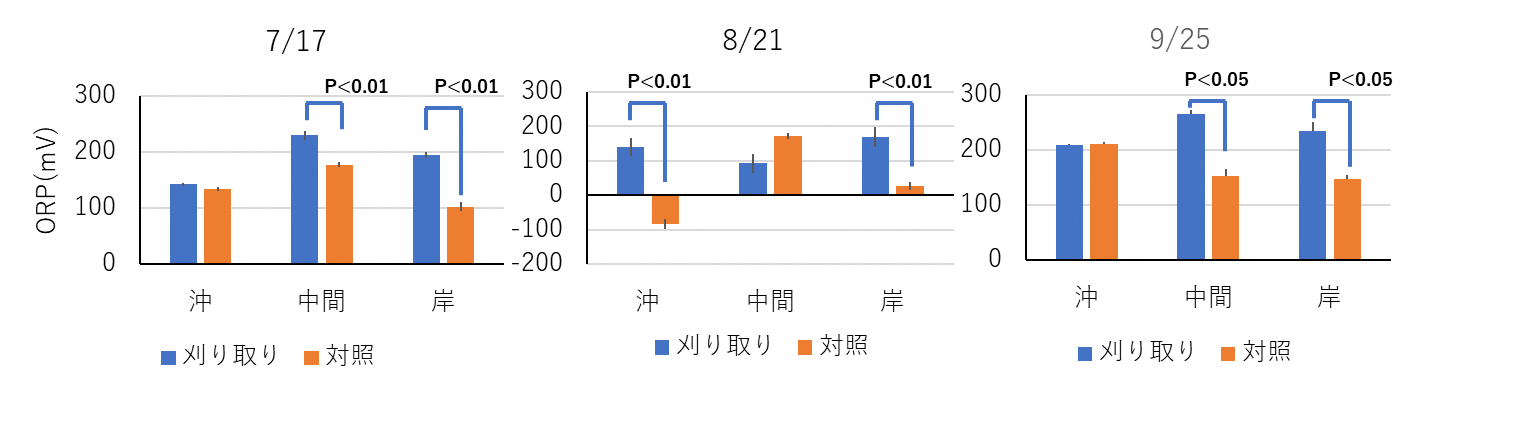 7/17
P<0.01
P<0.01
ORP(mV)
300
200
100
0
沖
中間
岸
刈り取り
対照
8/21
P<0.01
P<0.01
300
200
100
0
-100
-200
沖
中間
岸
刈り取り
対照
9/25
P<0.05
P<0.05
300
200
100
0
沖
中間
岸
刈り取り
対照